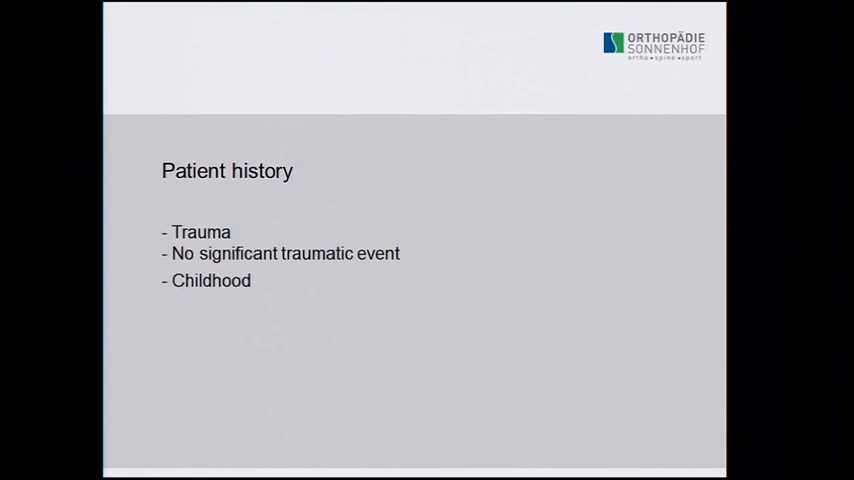 ORTHOPÄDIE
SONNENHOF
ortho • spine • sport
Patient history
- Trauma
- No significant traumatic event
- Childhood